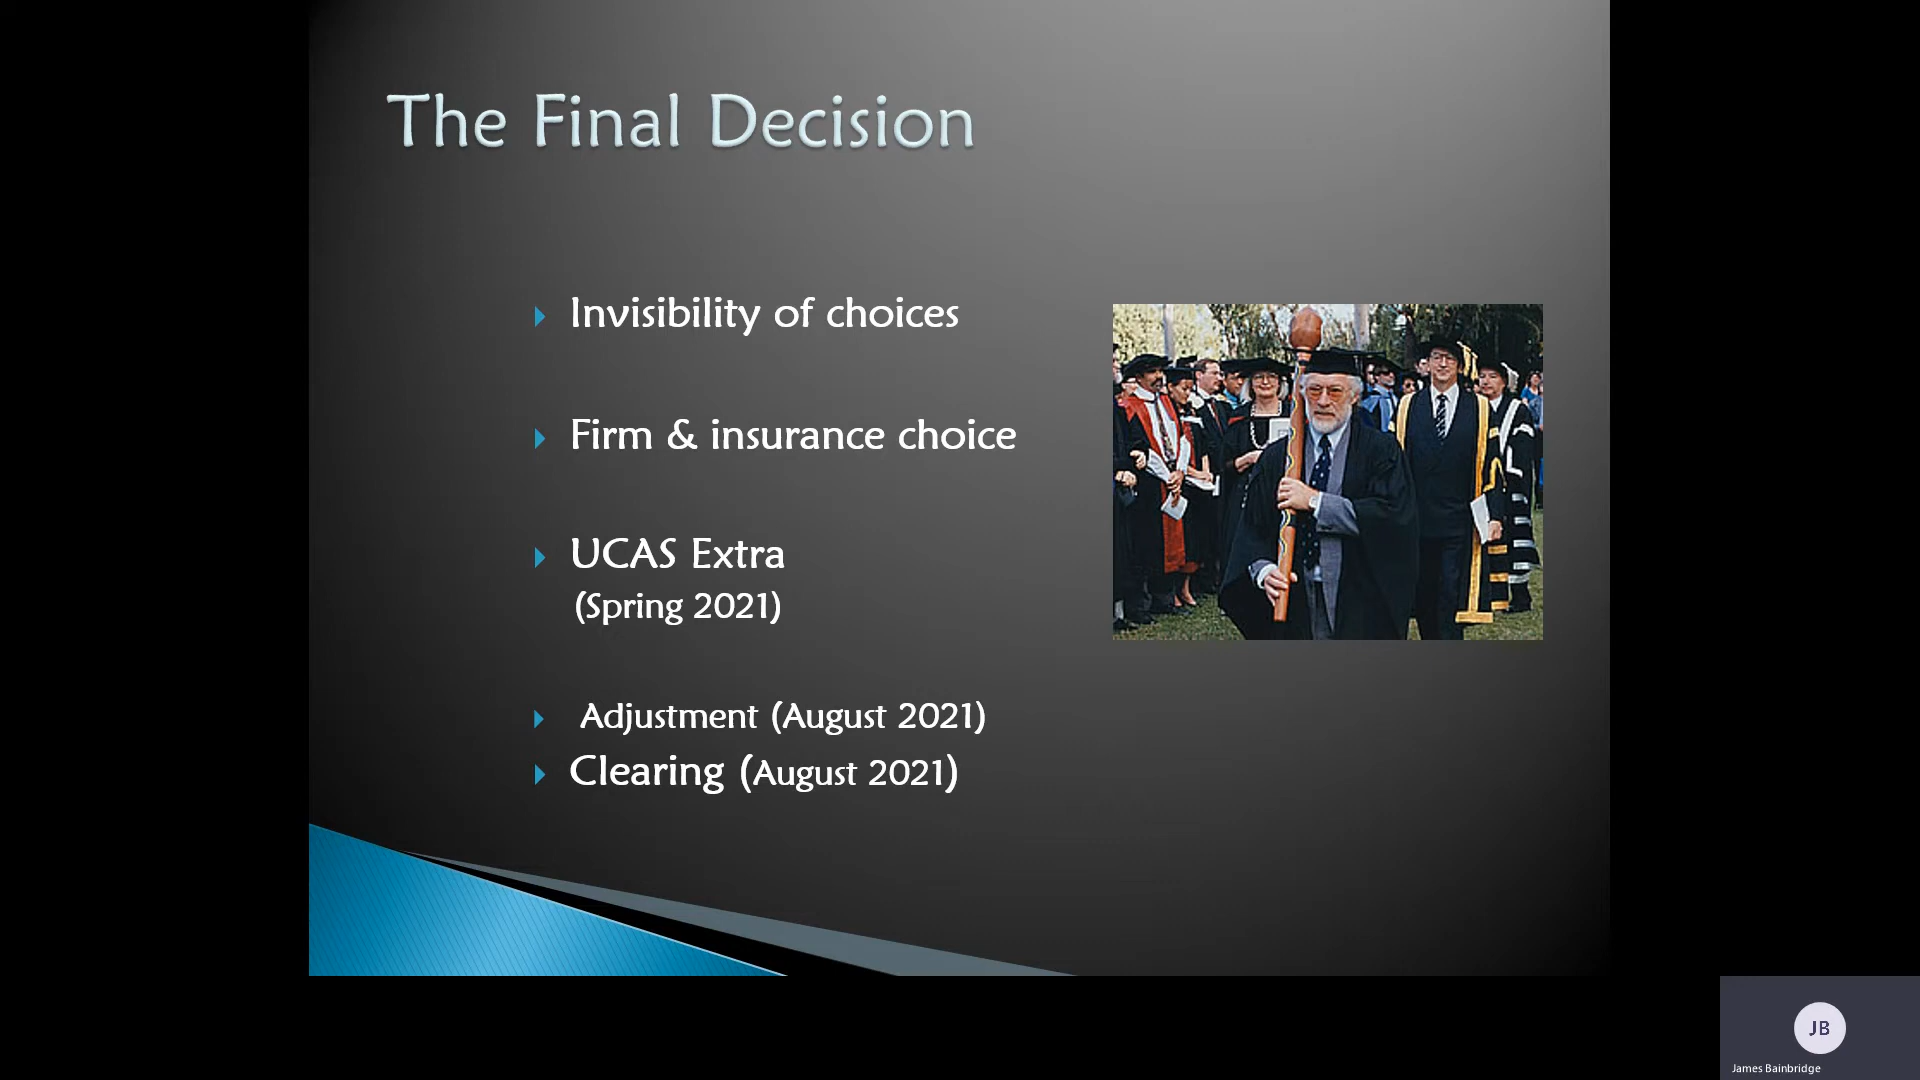 The Final Decision
Invisibility of choices
Firm & insurance choice
UCAS Extra
(Spring 2021)
Adjustment (August 2021)
Clearing (August 2021)
JB
James Bainbridge